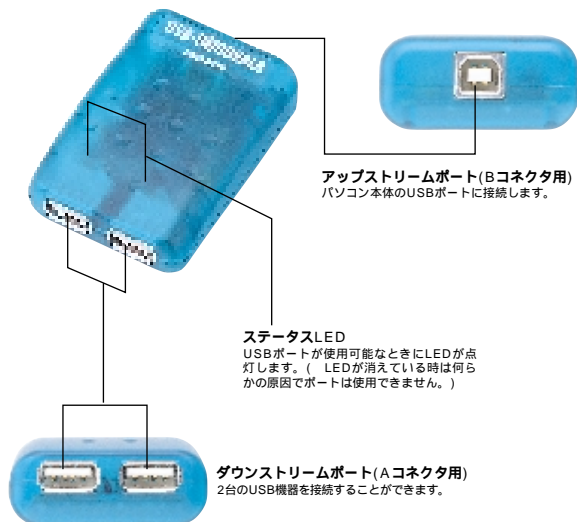 アップストリームポート(Bコネクタ用)
パソコン本体のUSBポートに接続します。
ステータスLED
USBポートが使用可能なときにLEDが点
灯します。( LEDが消えている時は何ら
かの原因でポートは使用できません。)
ダウンストリームポート(Aコネクタ用)
2台のUSB機器を接続することができます。